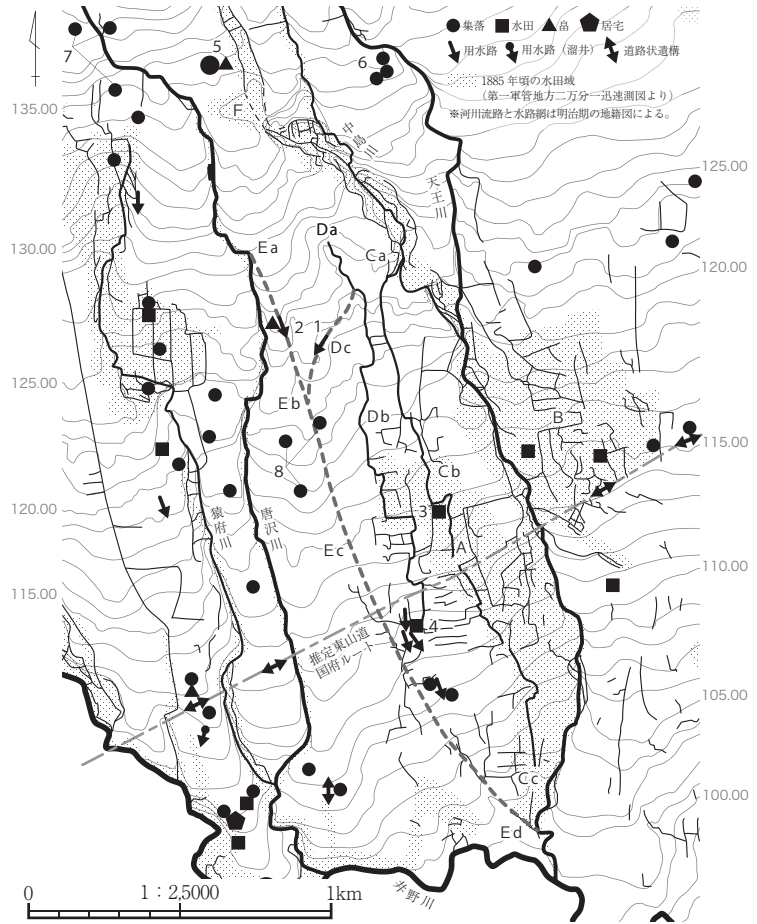 ●集落 ■水田 ▲畠 居宅
用水路 用水路（溜井） 道路状遺構
1885年頃の水田域
（第一軍管地方二万分一迅速測図より）
※河川流路と水路網は明治期の地籍図による。
5
7
6
135.00
F
中島川
125.00
天王川
Da
130.00
Ea
Ca
120.00
2
1
Dc
125.00
Eb
Db
B
115.00
8
Cb
120.00
3
猿府川
唐沢川
Ec
A
110.00
115.00
4
推定東山道
国府ルート
105.00
Cc
100.00
Ed
井野川
0
1：2,5000
1km